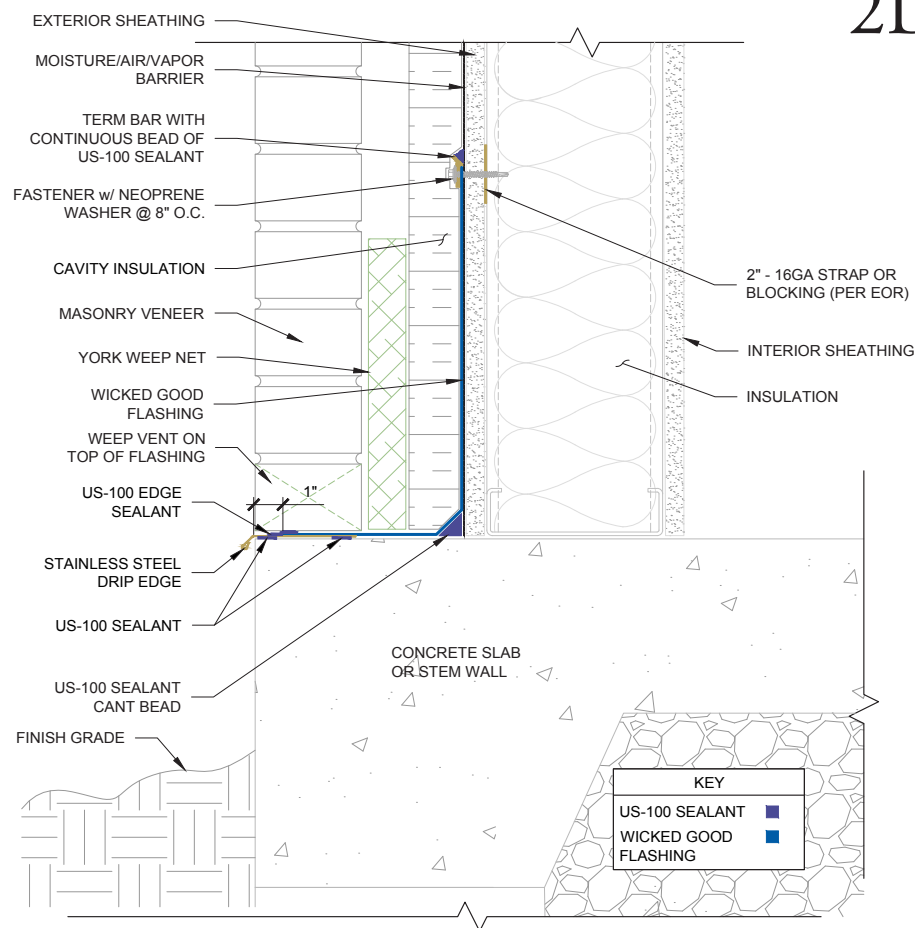 2D
EXTERIOR SHEATHING
MOISTURE/AIR/VAPOR
BARRIER
TERM BAR WITH
CONTINUOUS BEAD OF
US-100 SEALANT
FASTENER w/ NEOPRENE
WASHER @ 8" O.C.
CAVITY INSULATION
MASONRY VENEER
YORK WEEP NET
WICKED GOOD
FLASHING
WEEP VENT ON
TOP OF FLASHING
1"
US-100 EDGE
SEALANT
STAINLESS STEEL
DRIP EDGE
US-100 SEALANT
US-100 SEALANT
CANT BEAD
FINISH GRADE
2" - 16GA STRAP OR
BLOCKING (PER EOR)
INTERIOR SHEATHING
INSULATION
CONCRETE SLAB
OR STEM WALL
KEY
US-100 SEALANT
WICKED GOOD
FLASHING